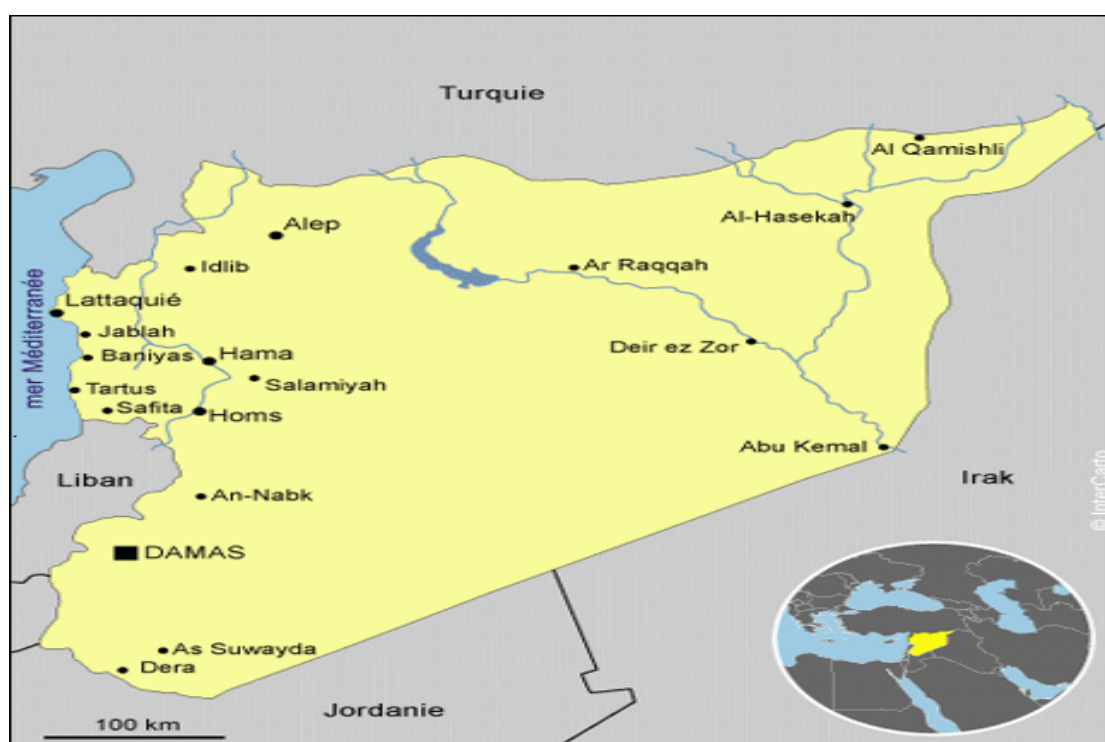 Turquie
Al Qamishli
Al-Hasekah
Alep
Idlib
Ar Raqqah
mer Méditerranée
Lattaquié
Jablah
Baniyas
Hama
Deir ez Zor
Salamiyah
Tartus
Safita
Homs
Abu Kemal
Liban
Irak
© InterCarto
An-Nabk
DAMAS
As Suwayda
Dera
Jordanie
100 km